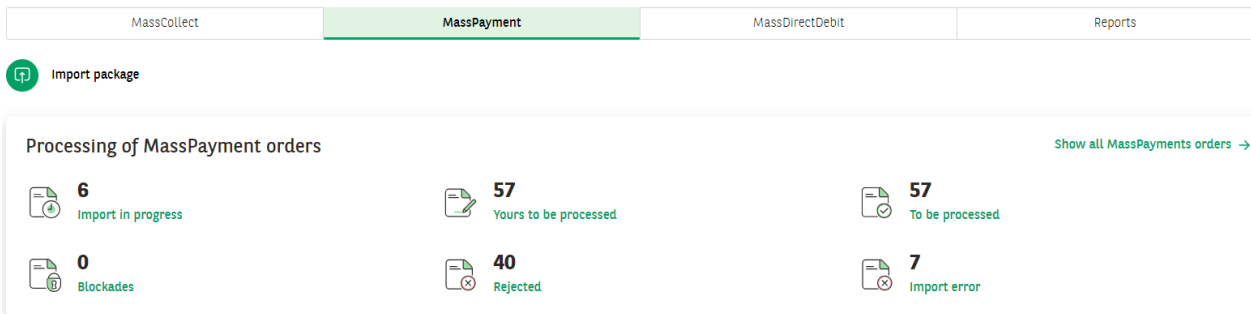 MassCollect MassPayment MassDirectDebit Reports
Import package
Processing of MassPayment orders Show all MassPayments orders →
6 57 57
Import in progress Yours to be processed To be processed
0 40 7
Blockades Rejected Import error